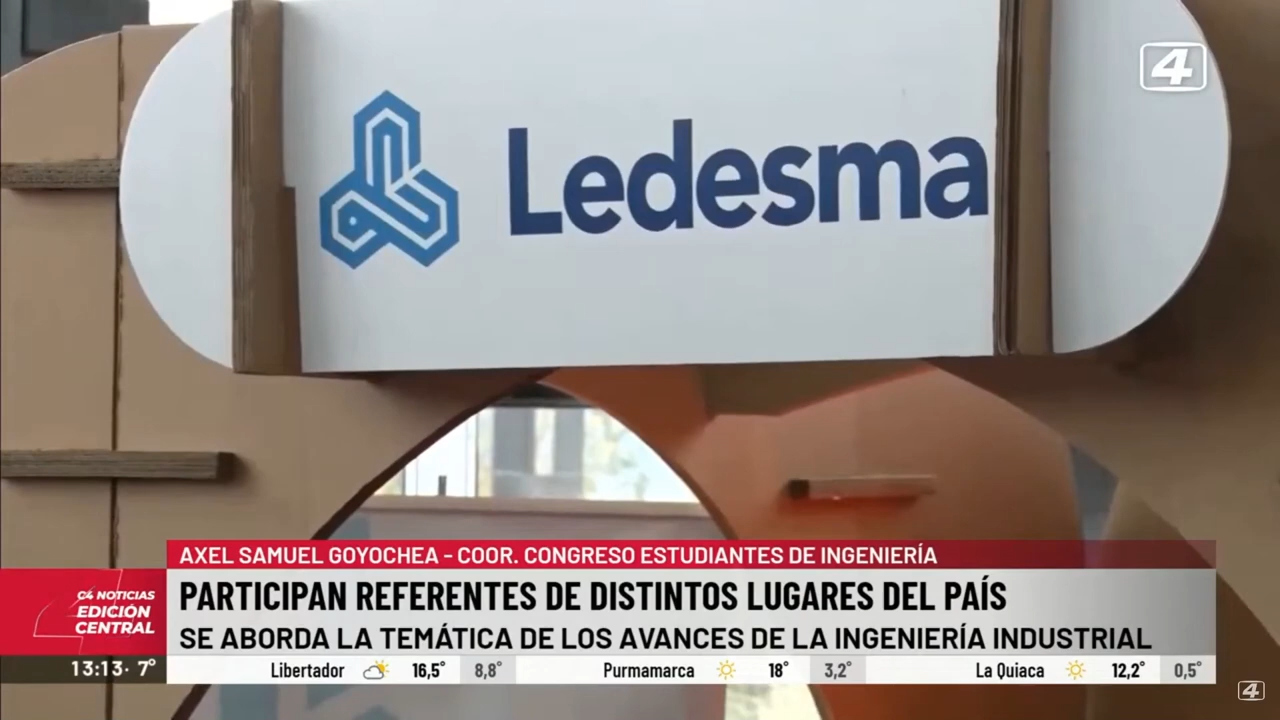 4
Ledesma
AXEL SAMUEL GOYOCHEA - COOR. CONGRESO ESTUDIANTES DE INGENIERÍA
C4 NOTICIAS
EDICIÓN
CENTRAL
PARTICIPAN REFERENTES DE DISTINTOS LUGARES DEL PAÍS
SE ABORDA LA TEMÁTICA DE LOS AVANCES DE LA INGENIERÍA INDUSTRIAL
13:13 · 7° Libertador 16,5° 8,8° Purmamarca 18° 3,2° La Quiaca 12,2° 0,5°
4